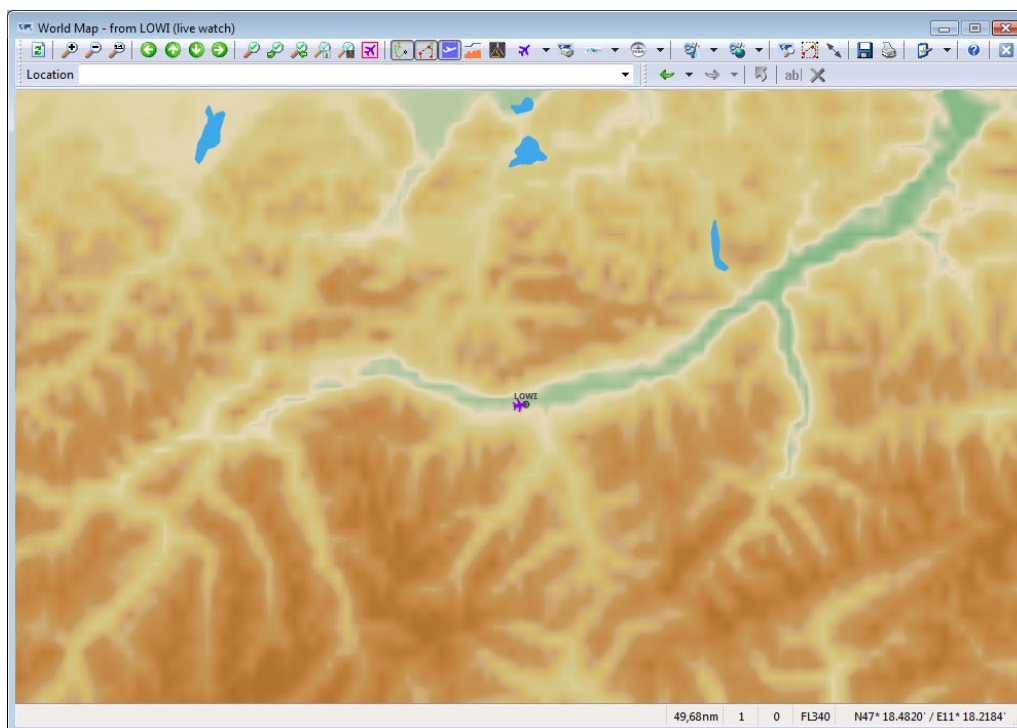 World Map - from LOWI (live watch)
Location
ab|
LOWI
49,68nm 1 0 FL340 N47* 18.4820' / E11* 18.2184'